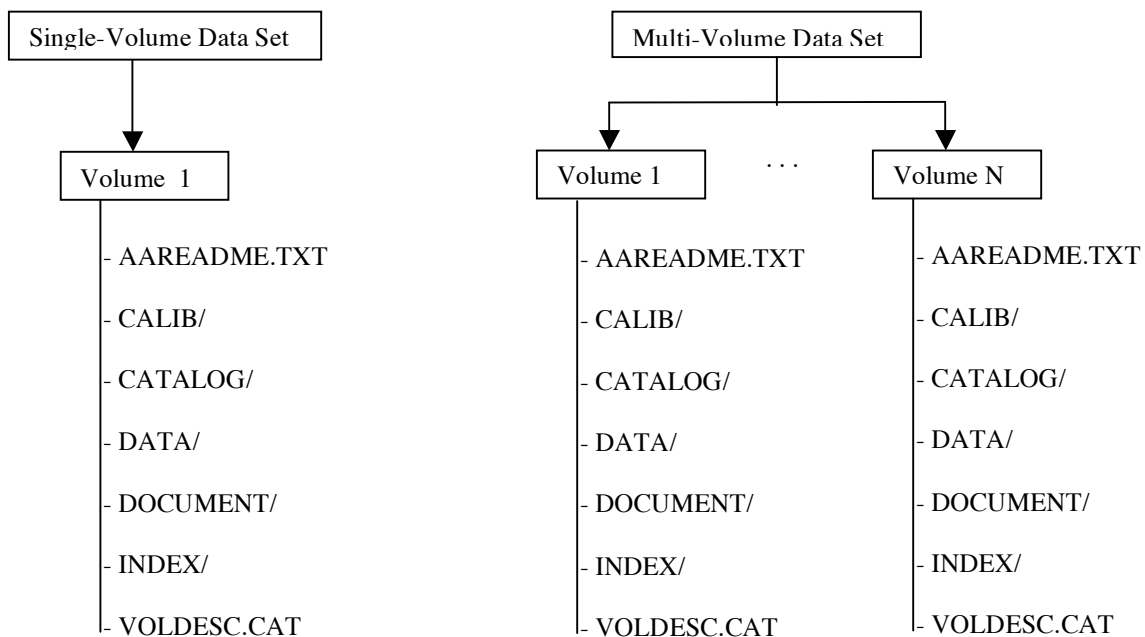 Single-Volume Data Set
Volume 1
- AAREADME.TXT
- CALIB/
- CATALOG/
- DATA/
- DOCUMENT/
- INDEX/
- VOLDESC.CAT
Multi-Volume Data Set
Volume 1
. . .
Volume N
- AAREADME.TXT
- CALIB/
- CATALOG/
- DATA/
- DOCUMENT/
- INDEX/
- VOLDESC.CAT
- AAREADME.TXT
- CALIB/
- CATALOG/
- DATA/
- DOCUMENT/
- INDEX/
- VOLDESC.CAT